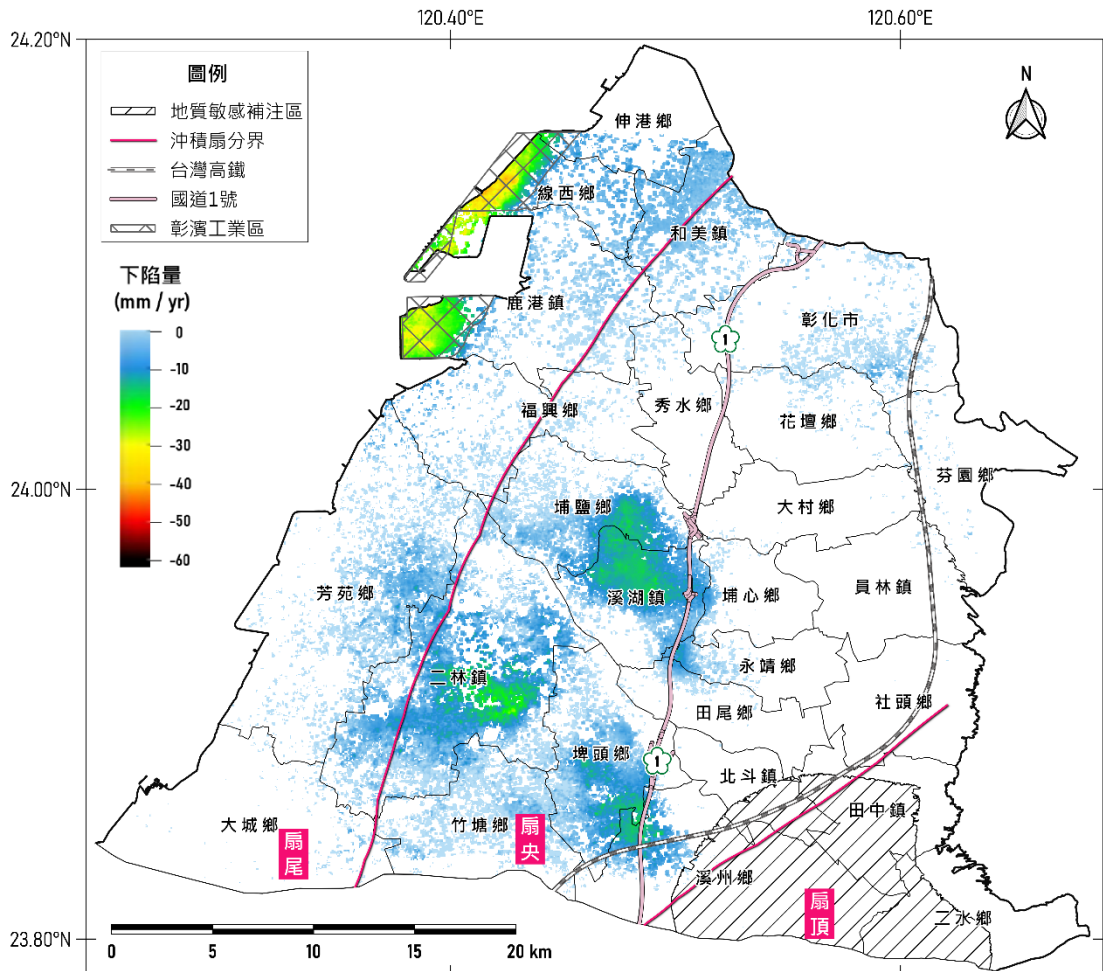 120.40°E
120.60°E
24.20°N
圖例
地質敏感補注區
沖積扇分界
台灣高鐵
國道1號
彰濱工業區
N
伸港鄉
線西鄉
和美鎮
下陷量
(mm / yr)
0
-10
-20
-30
-40
-50
-60
鹿港鎮
彰化市
1
福興鄉
秀水鄉
花壇鄉
芬園鄉
24.00°N
埔鹽鄉
大村鄉
芳苑鄉
溪湖鎮
埔心鄉
員林鎮
二林鎮
永靖鄉
田尾鄉
社頭鄉
埤頭鄉
1
北斗鎮
田中鎮
大城鄉
扇尾
竹塘鄉
扇央
溪州鄉
扇頂
二水鄉
23.80°N
0
5
10
15
20 km